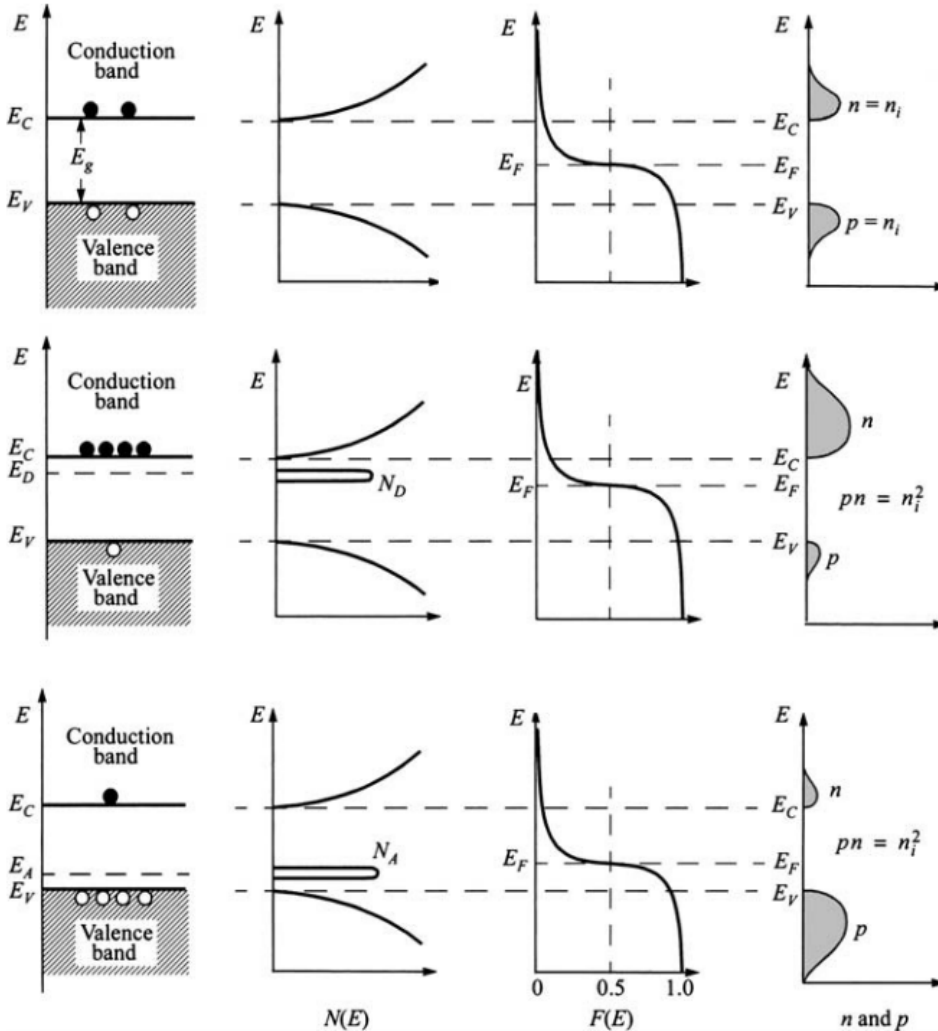 E
Conduction
band
E_C
E_g
E_V
Valence
band
E
E
E_F
E
n = n_i
E_C
E_F
E_V
p = n_i
E
Conduction
band
E_C
E_D
E_V
Valence
band
E
N_D
E
E_F
E
n
E_C
E_F
pn = n_i^2
E_V
p
E
Conduction
band
E_C
E_A
E_V
Valence
band
E
N_A
N(E)
E
E_F
0 0.5 1.0
F(E)
E
n
E_C
pn = n_i^2
E_F
E_V
p
n and p